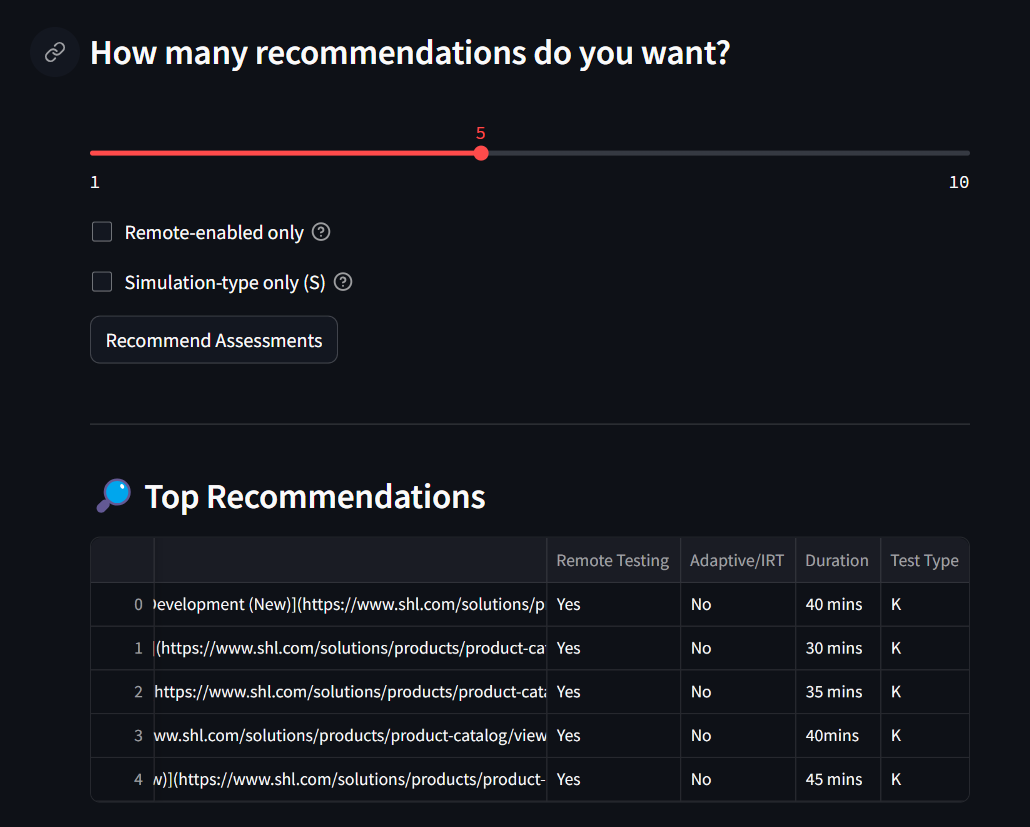 How many recommendations do you want?
5
1 10
Remote-enabled only
Simulation-type only (S)
Recommend Assessments
Top Recommendations
Remote Testing Adaptive/IRT Duration Test Type
0 Development (New)](https://www.shl.com/solutions/p Yes No 40 mins K
1 ](https://www.shl.com/solutions/products/product-ca Yes No 30 mins K
2 https://www.shl.com/solutions/products/product-cata Yes No 35 mins K
3 ww.shl.com/solutions/products/product-catalog/view Yes No 40mins K
4 w)](https://www.shl.com/solutions/products/product- Yes No 45 mins K